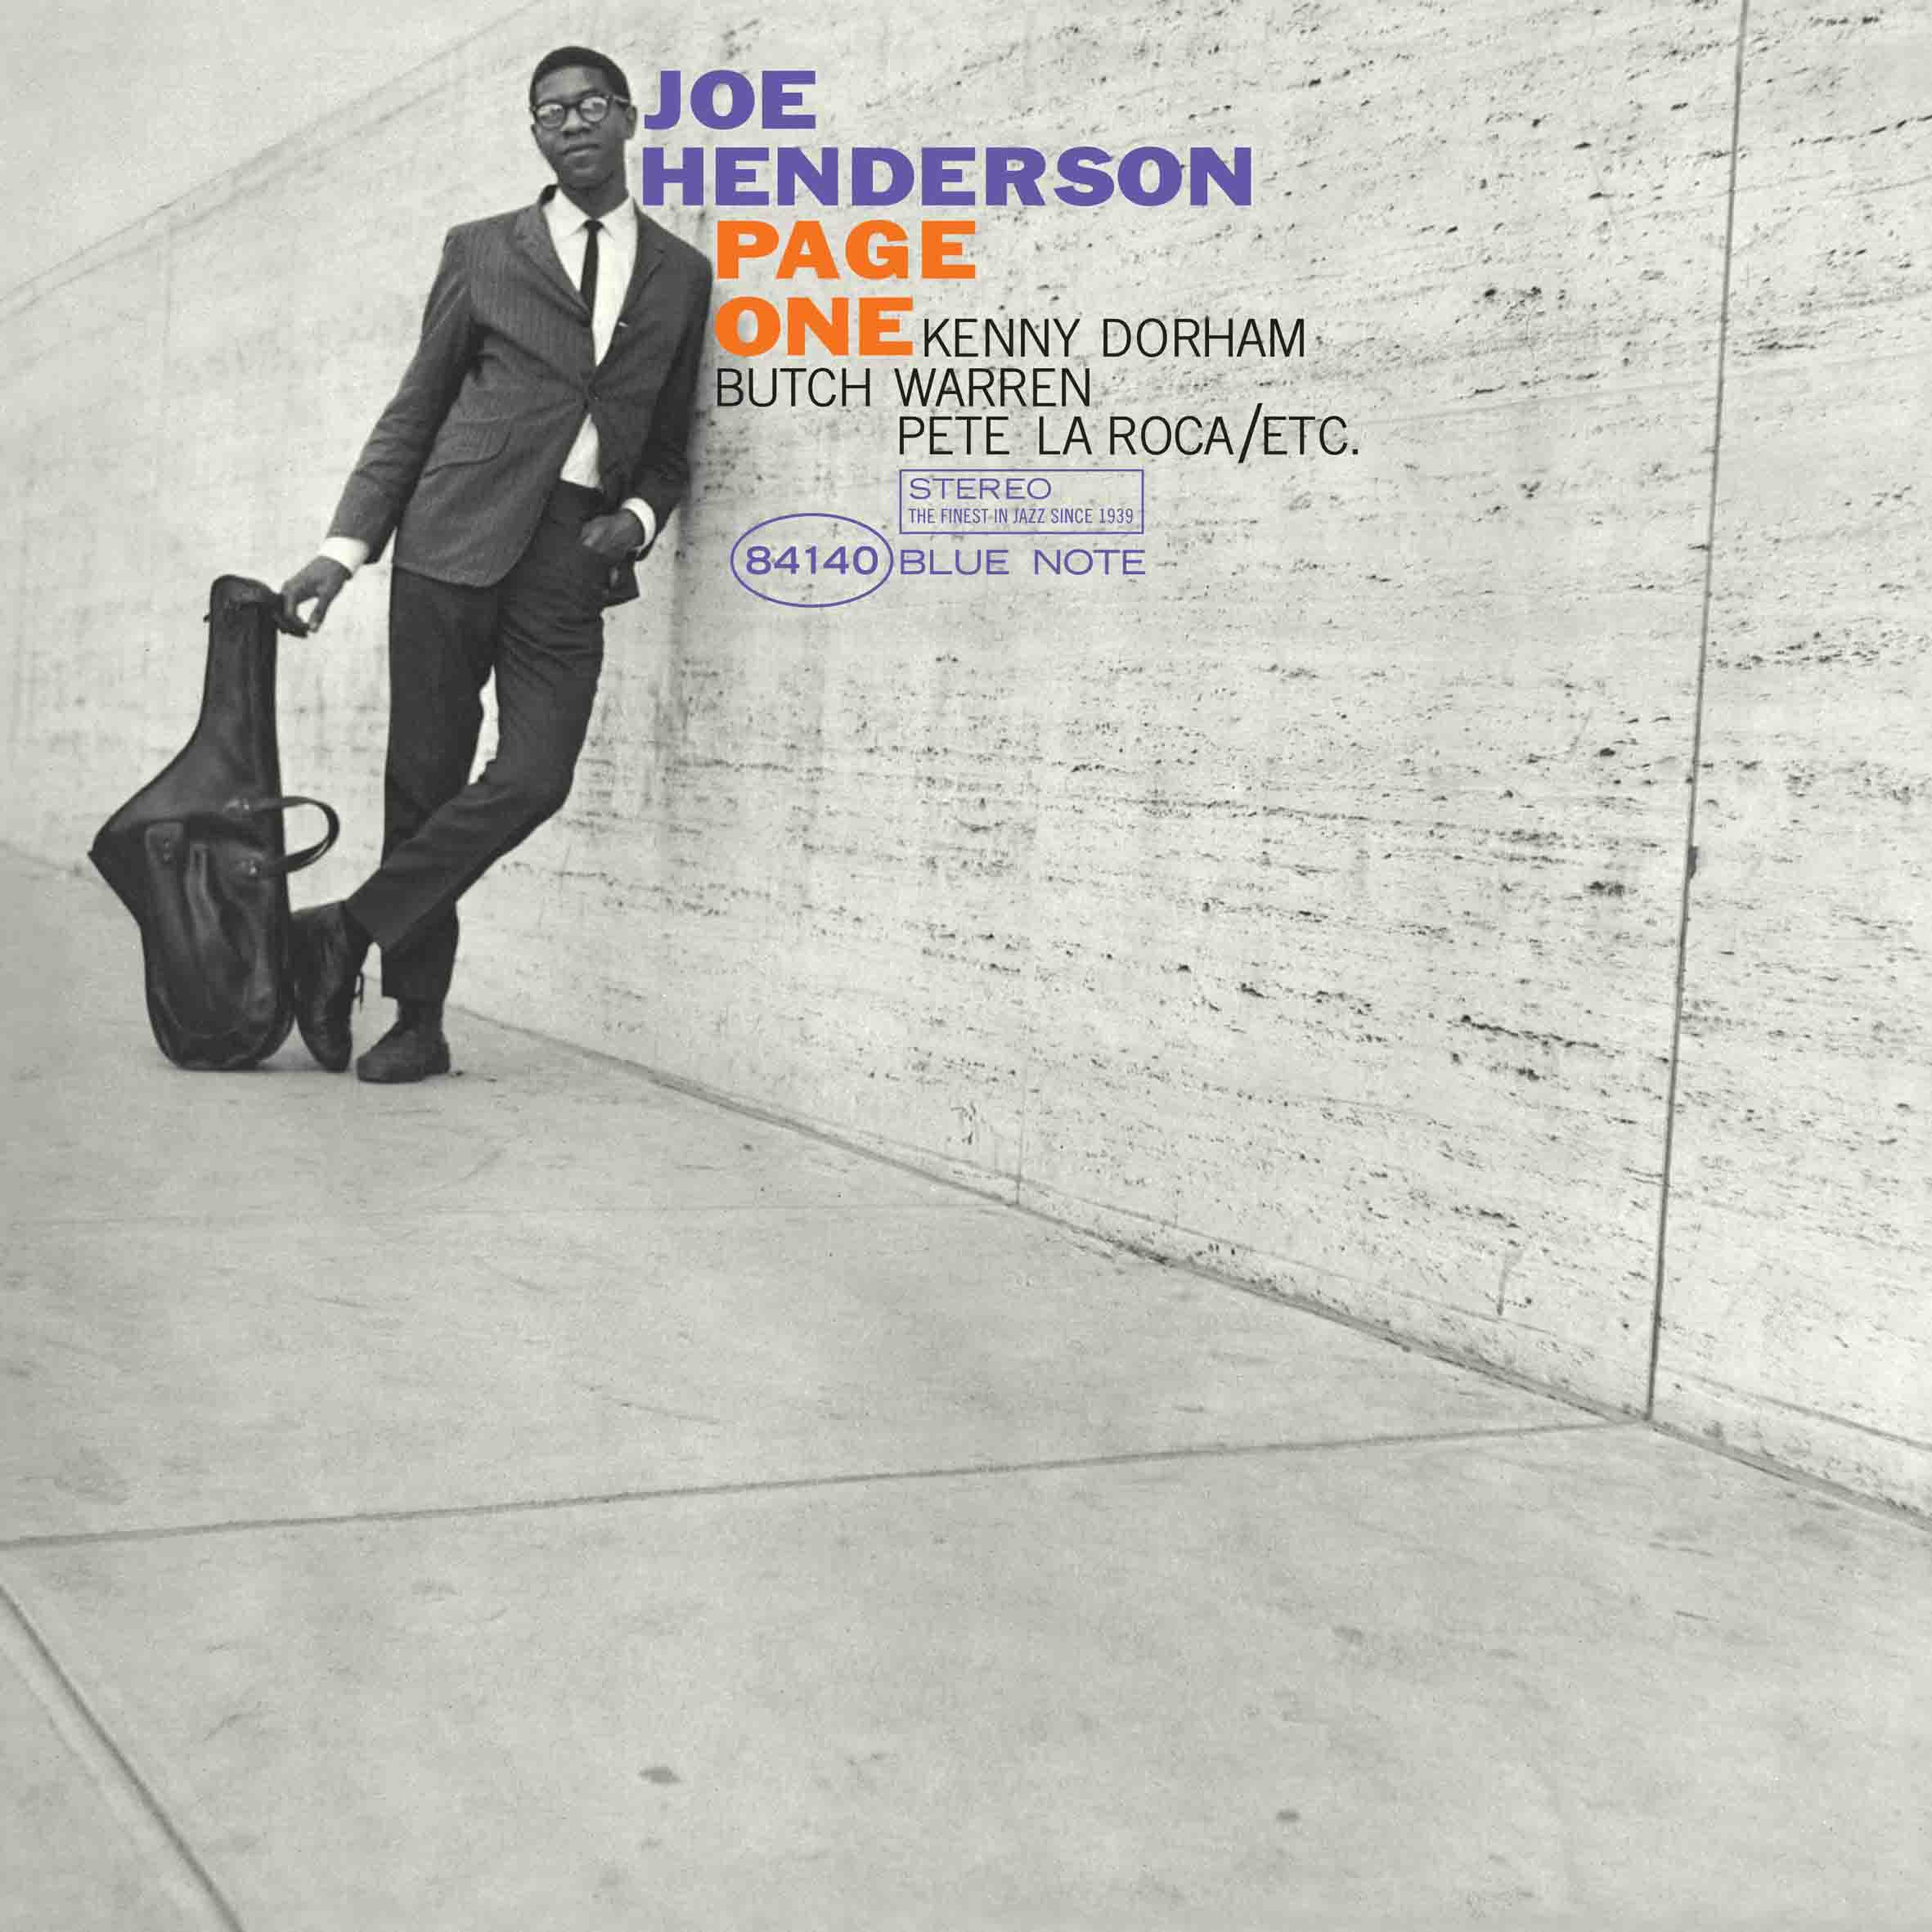 JOE
HENDERSON
PAGE
ONE KENNY DORHAM
BUTCH WARREN
PETE LA ROCA/ETC.
STEREO
THE FINEST IN JAZZ SINCE 1939
84140 BLUE NOTE